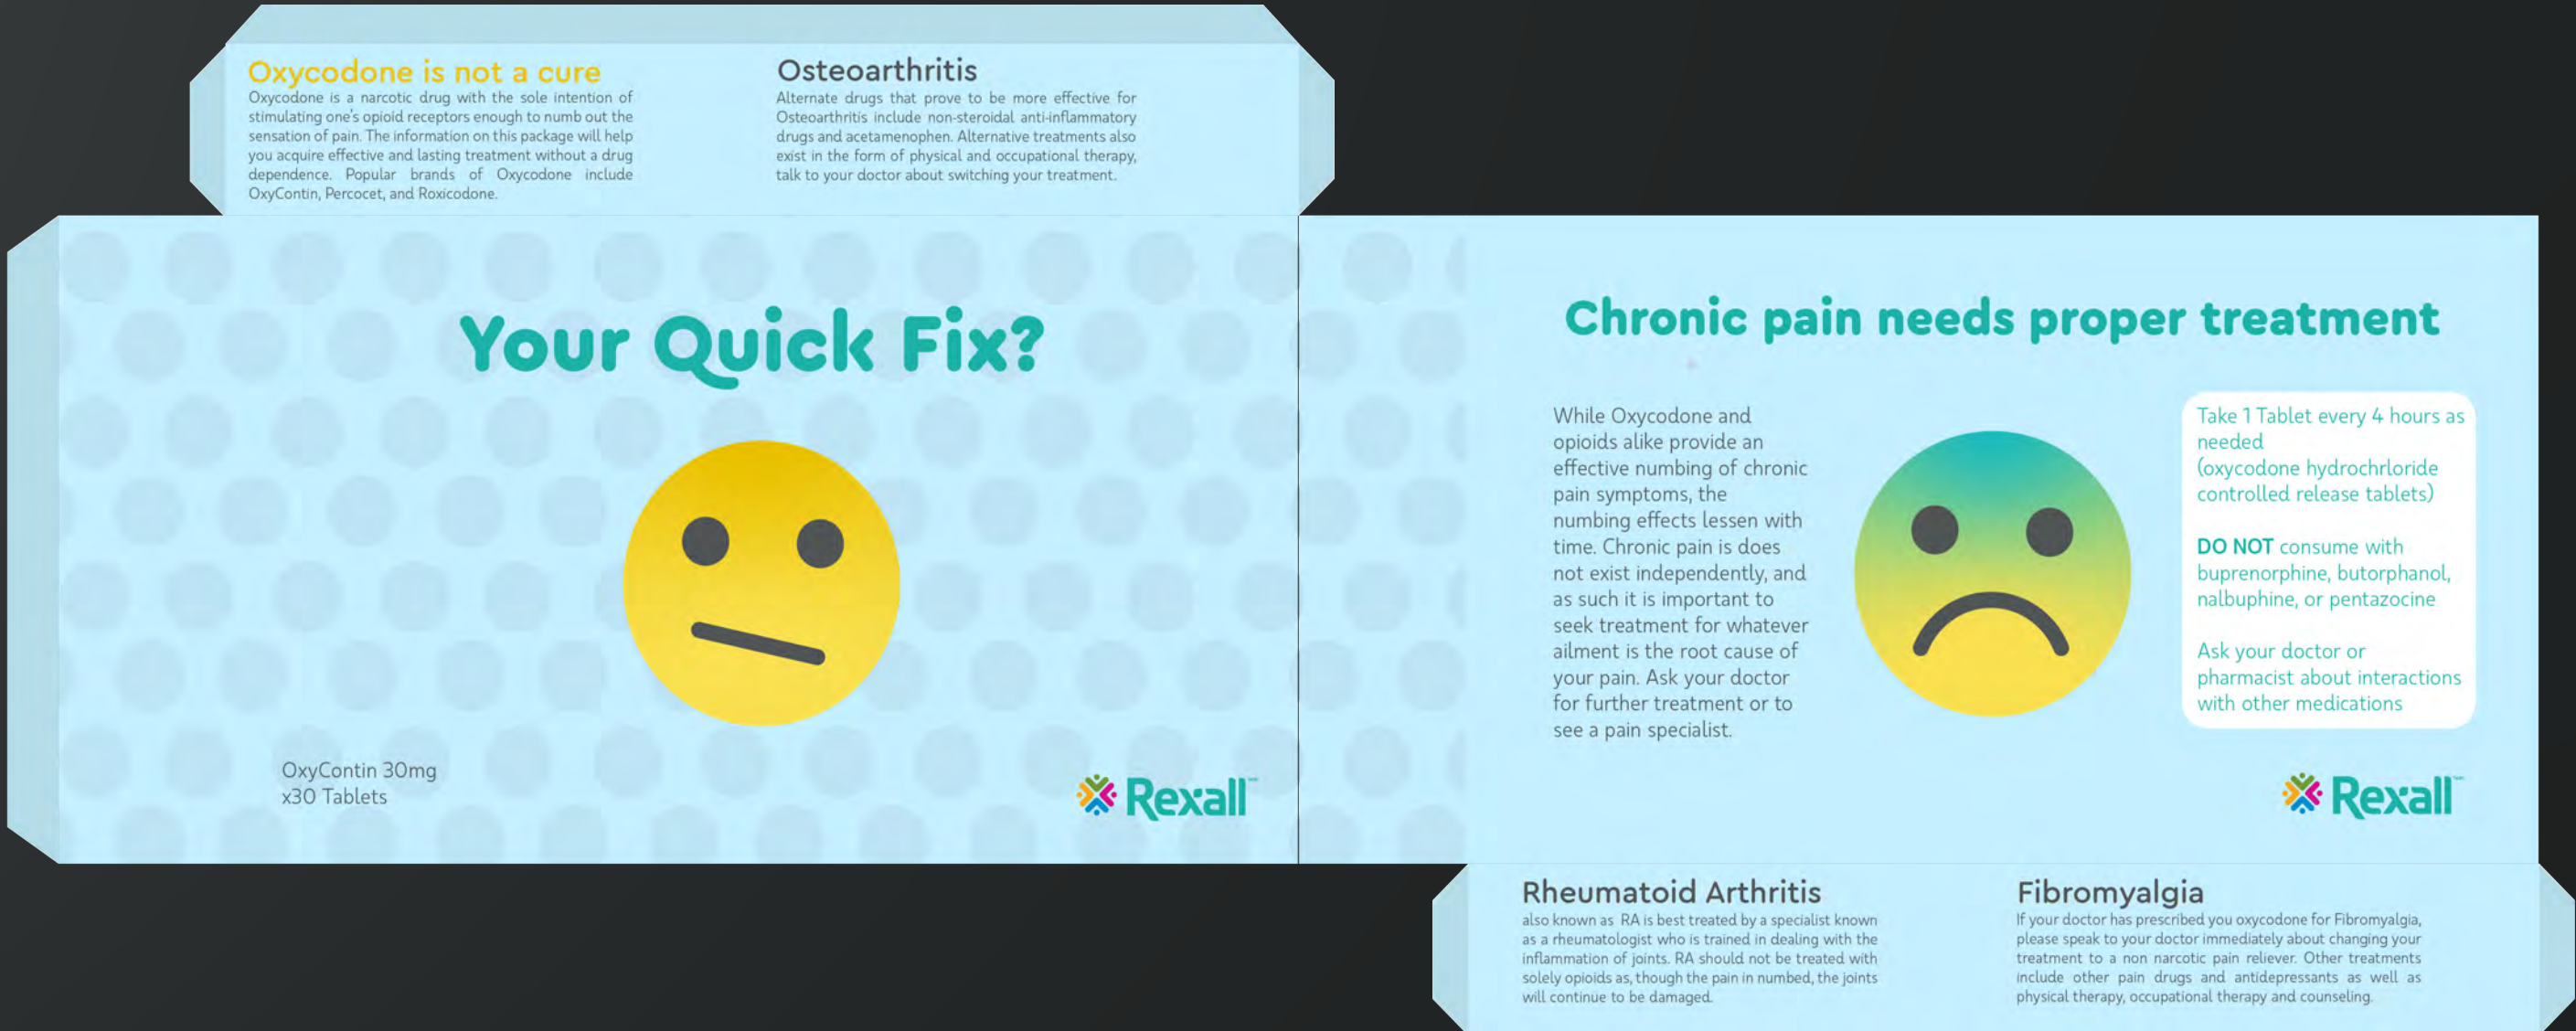 Oxycodone is not a cure
Oxycodone is a narcotic drug with the sole intention of
stimulating one's opioid receptors enough to numb out the
sensation of pain. The information on this package will help
you acquire effective and lasting treatment without a drug
dependence. Popular brands of Oxycodone include
OxyContin, Percocet, and Roxicodone.
Osteoarthritis
Alternate drugs that prove to be more effective for
Osteoarthritis include non-steroidal anti-inflammatory
drugs and acetamenophen. Alternative treatments also
exist in the form of physical and occupational therapy,
talk to your doctor about switching your treatment.
Your Quick Fix?
OxyContin 30mg
x30 Tablets
Rexall
Chronic pain needs proper treatment
While Oxycodone and
opioids alike provide an
effective numbing of chronic
pain symptoms, the
numbing effects lessen with
time. Chronic pain is does
not exist independently, and
as such it is important to
seek treatment for whatever
ailment is the root cause of
your pain. Ask your doctor
for further treatment or to
see a pain specialist.
Take 1 Tablet every 4 hours as
needed
(oxycodone hydrochrloride
controlled release tablets)
DO NOT consume with
buprenorphine, butorphanol,
nalbuphine, or pentazocine
Ask your doctor or
pharmacist about interactions
with other medications
Rexall
Rheumatoid Arthritis
also known as RA is best treated by a specialist known
as a rheumatologist who is trained in dealing with the
inflammation of joints. RA should not be treated with
solely opioids as, though the pain in numbed, the joints
will continue to be damaged.
Fibromyalgia
If your doctor has prescribed you oxycodone for Fibromyalgia,
please speak to your doctor immediately about changing your
treatment to a non narcotic pain reliever. Other treatments
include other pain drugs and antidepressants as well as
physical therapy, occupational therapy and counseling.